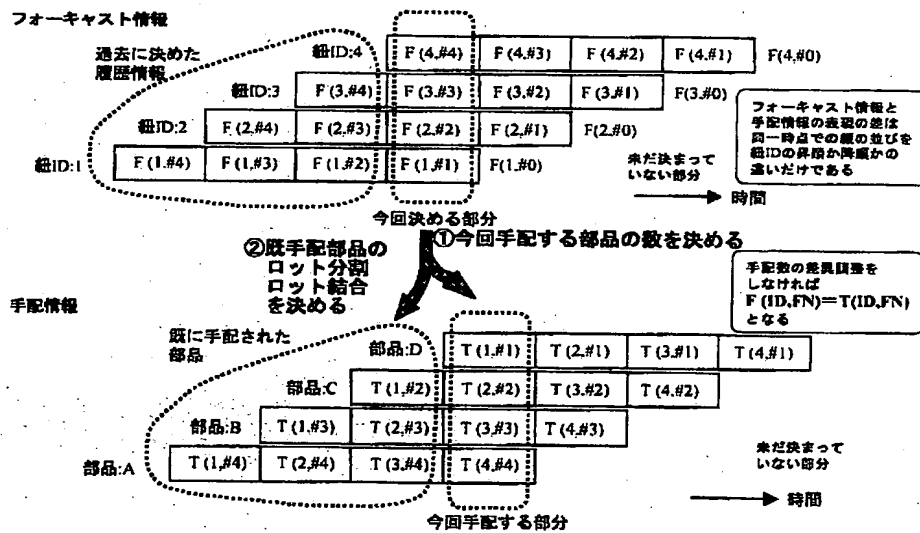 フォーキャスト情報
過去に決めた
履歴情報
紐ID:4 F(4,#4) F(4,#3) F(4,#2) F(4,#1) F(4,#0)
紐ID:3 F(3,#4) F(3,#3) F(3,#2) F(3,#1) F(3,#0)
紐ID:2 F(2,#4) F(2,#3) F(2,#2) F(2,#1) F(2,#0)
紐ID:1 F(1,#4) F(1,#3) F(1,#2) F(1,#1) F(1,#0)
フォーキャスト情報と
手配情報の表現の差は
同一時点での縦の並びを
紐IDの昇順か降順かの
違いだけである
未だ決まって
いない部分
時間
今回決める部分
①今回手配する部品の数を決める
②既手配部品の
ロット分割
ロット結合
を決める
手配情報
手配数の差異調整を
しなければ
F(ID,FN)=T(ID,FN)
となる
既に手配された
部品
部品:D T(1,#1) T(2,#1) T(3,#1) T(4,#1)
部品:C T(1,#2) T(2,#2) T(3,#2) T(4,#2)
部品:B T(1,#3) T(2,#3) T(3,#3) T(4,#3)
部品:A T(1,#4) T(2,#4) T(3,#4) T(4,#4)
未だ決まって
いない部分
時間
今回手配する部分